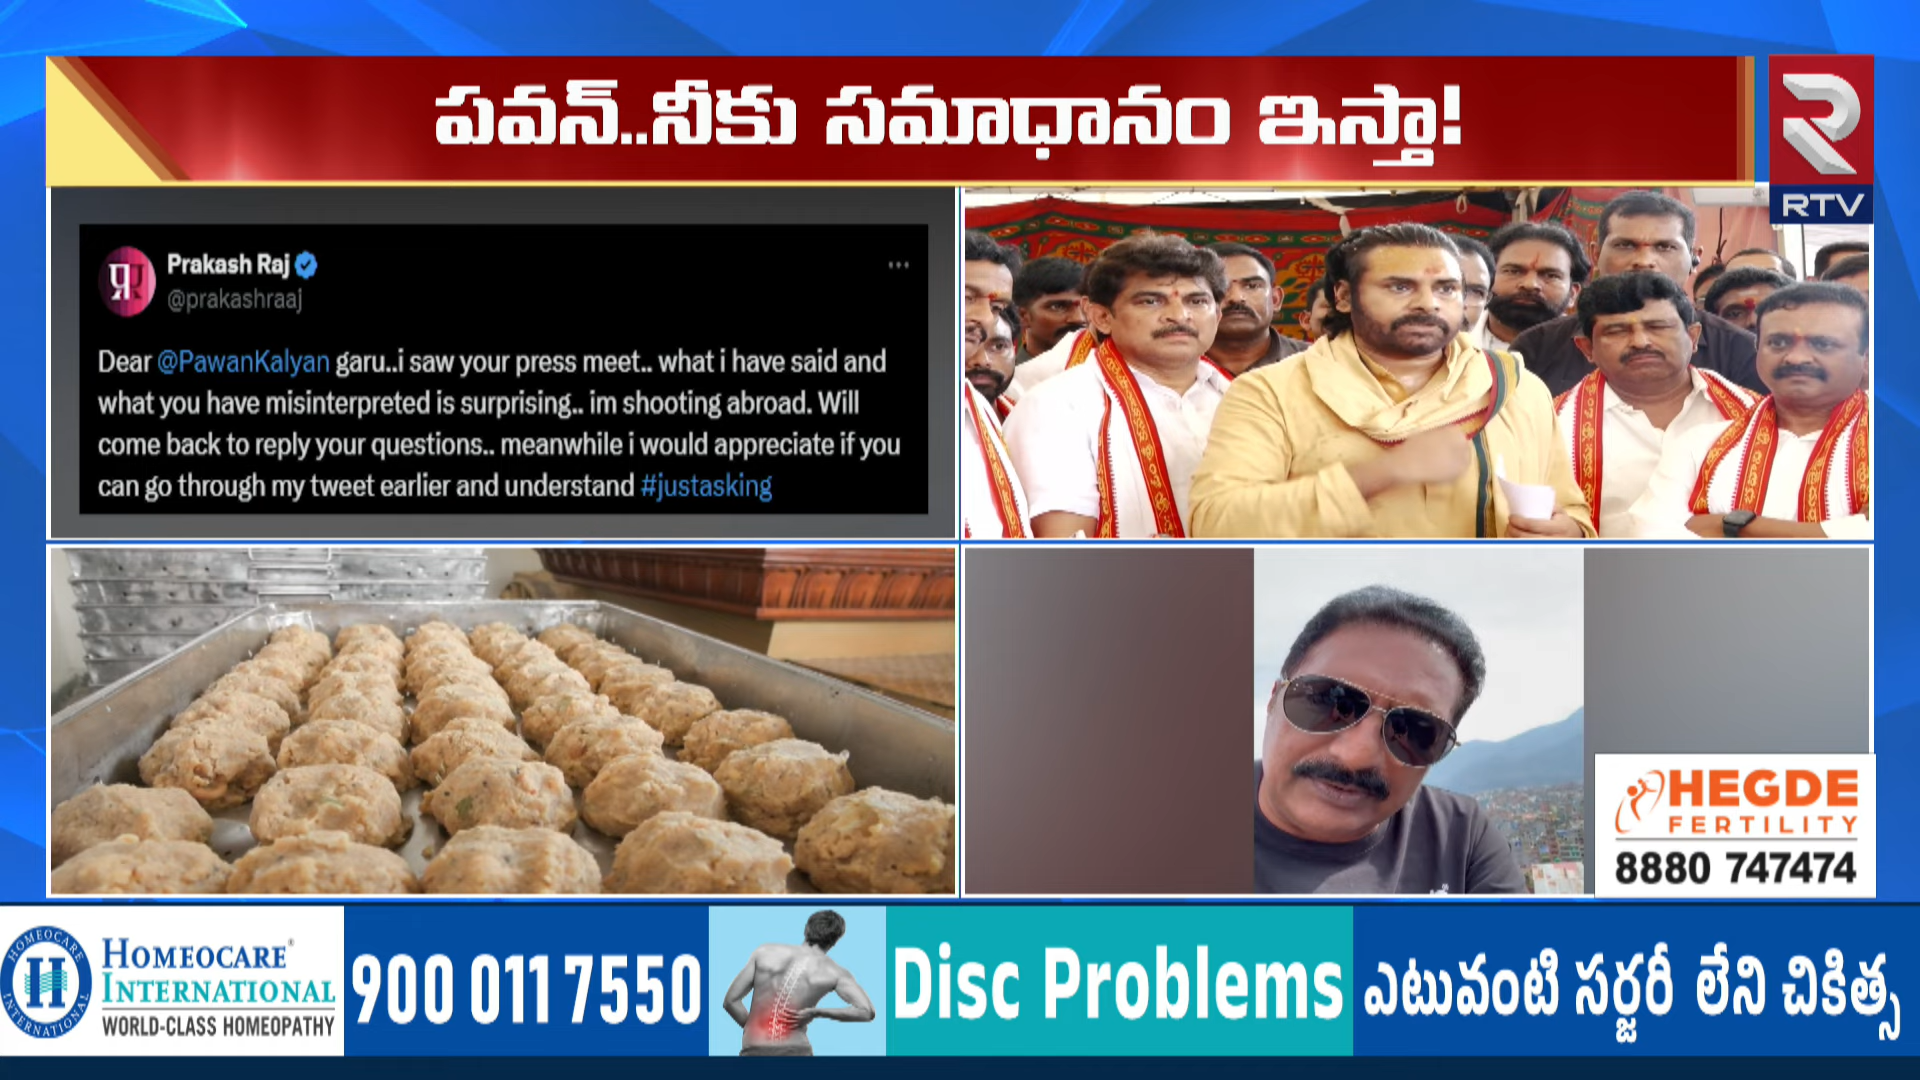 పవన్..నీకు సమాధానం ఇస్తా!
RTV
Prakash Raj
@prakashraaj
Dear @PawanKalyan garu..i saw your press meet.. what i have said and
what you have misinterpreted is surprising.. im shooting abroad. Will
come back to reply your questions.. meanwhile i would appreciate if you
can go through my tweet earlier and understand #justasking
HEGDE
FERTILITY
8880 747474
HOMEOCARE
INTERNATIONAL
HOMEOCARE®
INTERNATIONAL
WORLD-CLASS HOMEOPATHY
900 011 7550
Disc Problems
ఎటువంటి సర్జరీ లేని చికిత్స